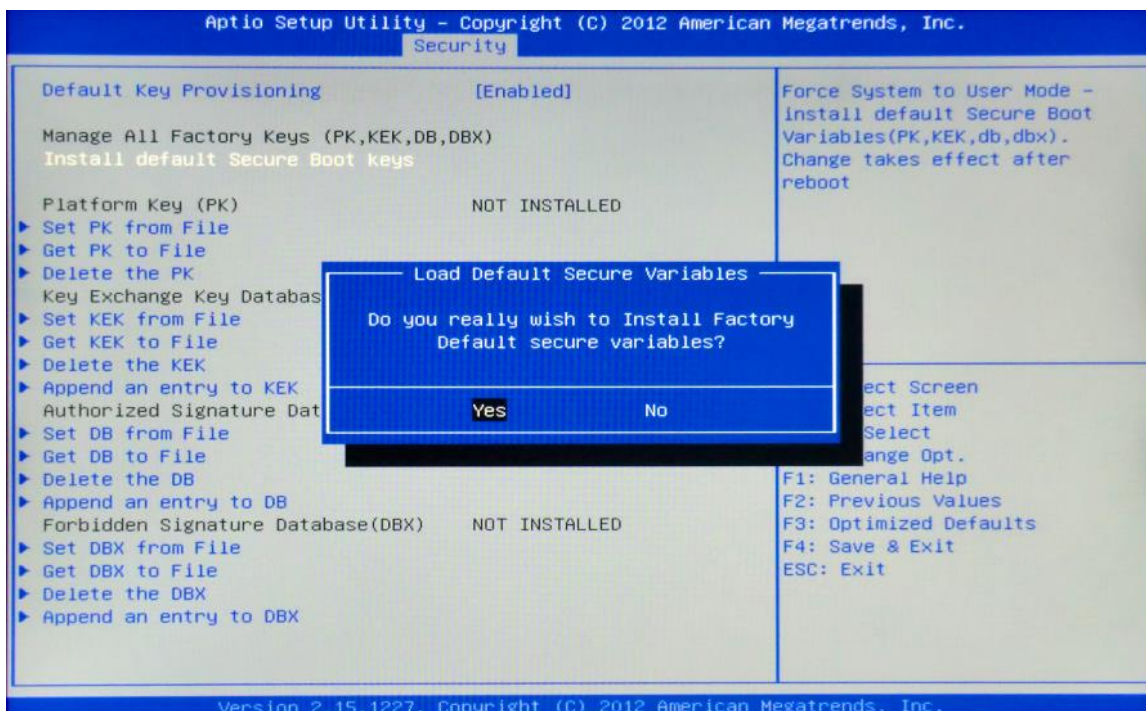 Aptio Setup Utility – Copyright (C) 2012 American Megatrends, Inc.
Security
Default Key Provisioning [Enabled]
Manage All Factory Keys (PK,KEK,DB,DBX)
Install default Secure Boot keys
Platform Key (PK) NOT INSTALLED
Set PK from File
Get PK to File
Delete the PK
Key Exchange Key Databas
Set KEK from File
Get KEK to File
Delete the KEK
Append an entry to KEK
Authorized Signature Dat
Set DB from File
Get DB to File
Delete the DB
Append an entry to DB
Forbidden Signature Database(DBX) NOT INSTALLED
Set DBX from File
Get DBX to File
Delete the DBX
Append an entry to DBX
Load Default Secure Variables
Do you really wish to Install Factory
Default secure variables?
Yes No
Force System to User Mode –
install default Secure Boot
Variables(PK,KEK,db,dbx).
Change takes effect after
reboot
ect Screen
ect Item
Select
ange Opt.
F1: General Help
F2: Previous Values
F3: Optimized Defaults
F4: Save & Exit
ESC: Exit
Version 2.15.1227. Copyright (C) 2012 American Megatrends, Inc.